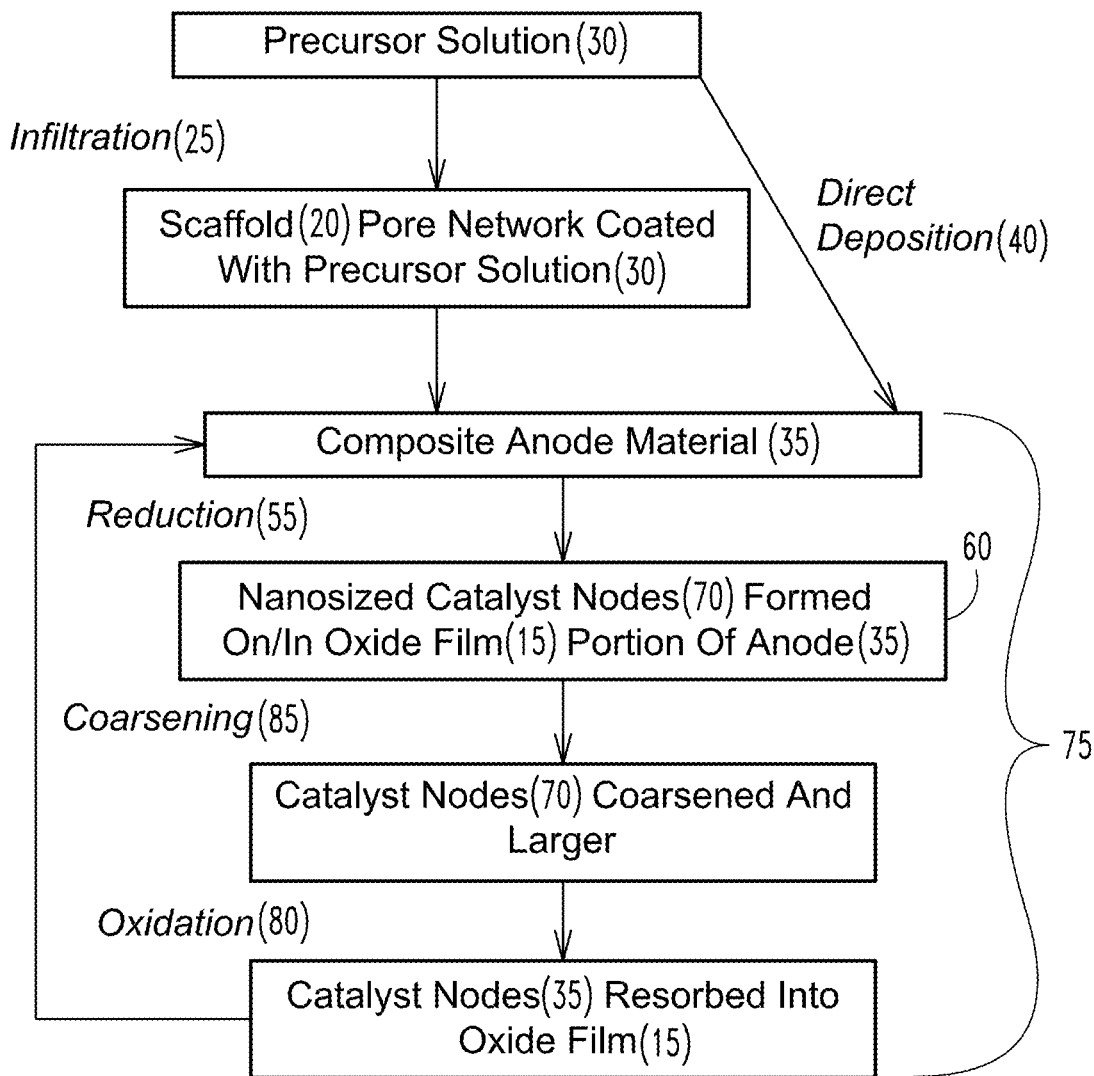 Precursor Solution(30)
Infiltration(25)
Direct
Deposition(40)
Scaffold(20) Pore Network Coated
With Precursor Solution(30)
Composite Anode Material (35)
Reduction(55)
60
Nanosized Catalyst Nodes(70) Formed
On/In Oxide Film(15) Portion Of Anode(35)
Coarsening(85)
75
Catalyst Nodes(70) Coarsened And
Larger
Oxidation(80)
Catalyst Nodes(35) Resorbed Into
Oxide Film(15)